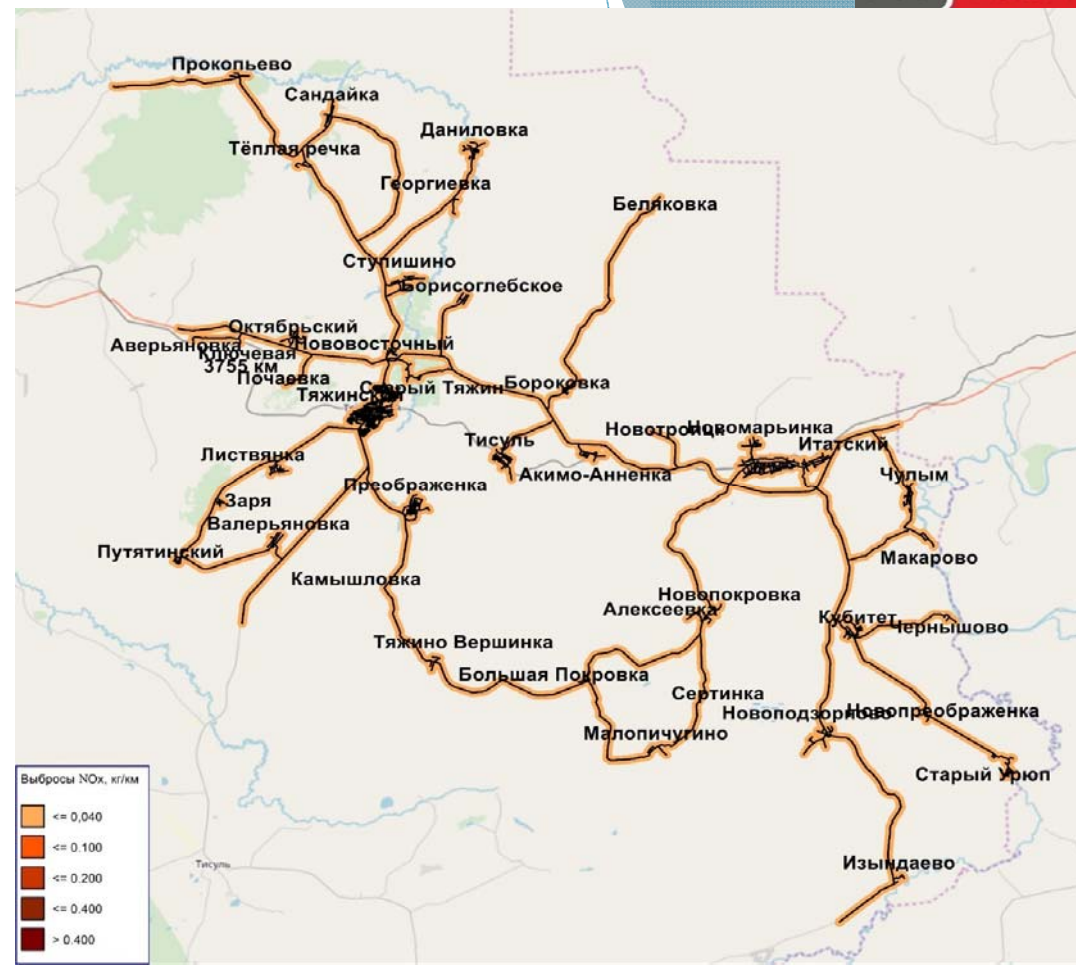 Прокопьево
Сандайка
Даниловка
Тёплая речка
Георгиевка
Беляковка
Ступишино
Борисоглебское
Октябрьский
Аверьяновка
Нововосточный
Ключевая
3755 км
Почаевка
Тяжинский
Старый Тяжин
Бороковка
Тисуль
Новотроицк
Новомарьинка
Итатский
Листвянка
Акимо-Анненка
Чулым
Преображенка
Заря
Валерьяновка
Путятинский
Макарово
Камышловка
Новопокровка
Алексеевка
Кубитет
Чернышово
Тяжино Вершинка
Большая Покровка
Сертинка
Новоподзорново
Новопреображенка
Малопичугино
Старый Урюп
Изындаево
Выбросы NOx, кг/км
<= 0,040
<= 0.100
<= 0.200
<= 0.400
> 0.400
Тисуль